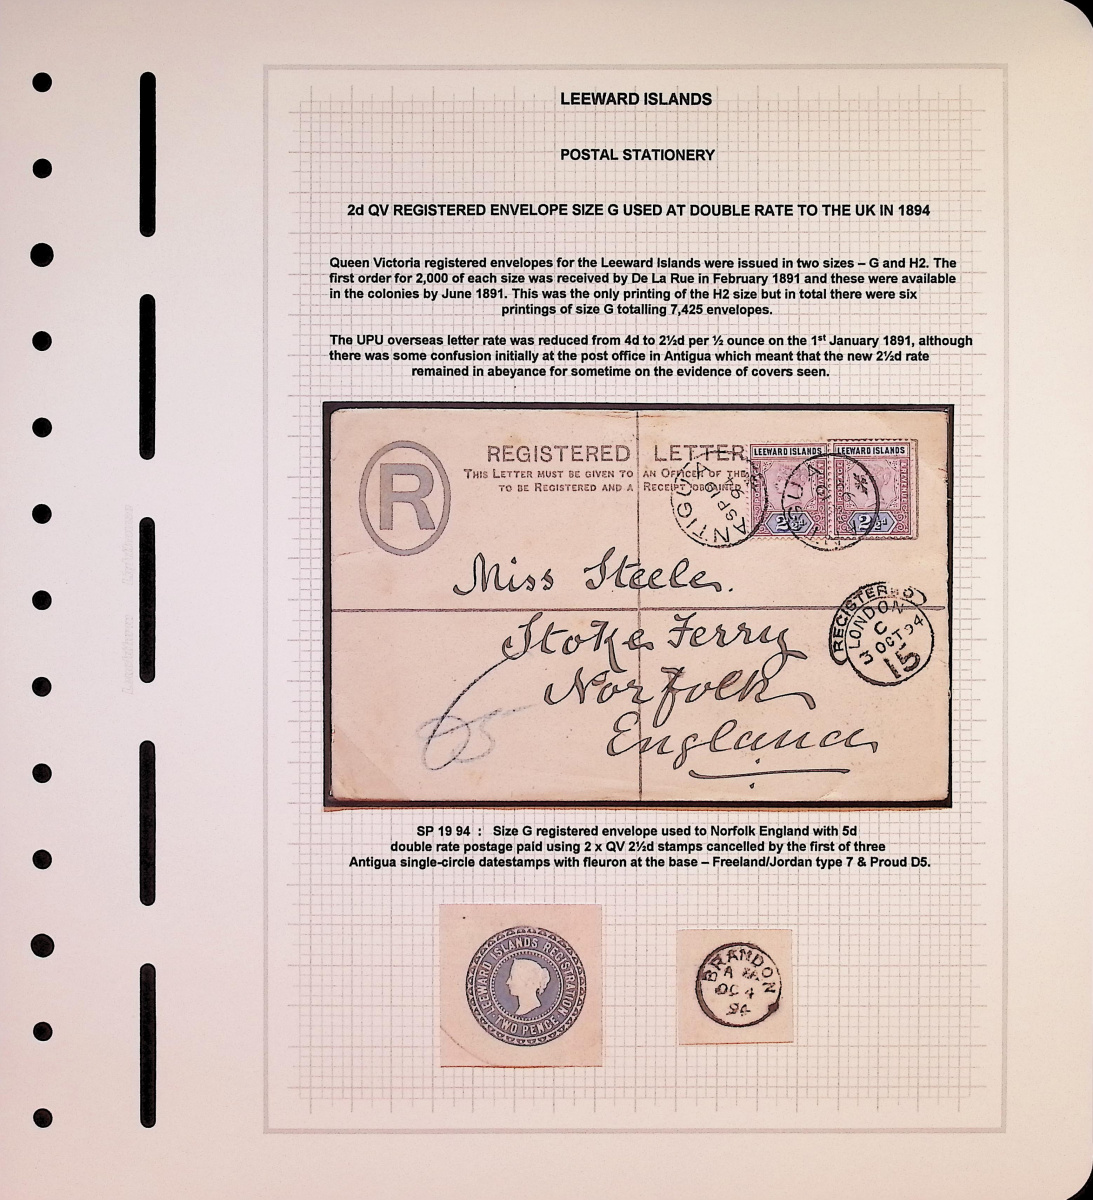 LEEWARD ISLANDS
POSTAL STATIONERY
2d QV REGISTERED ENVELOPE SIZE G USED AT DOUBLE RATE TO THE UK IN 1894
Queen Victoria registered envelopes for the Leeward Islands were issued in two sizes – G and H2. The
first order for 2,000 of each size was received by De La Rue in February 1891 and these were available
in the colonies by June 1891. This was the only printing of the H2 size but in total there were six
printings of size G totalling 7,425 envelopes.
The UPU overseas letter rate was reduced from 4d to 2½d per ½ ounce on the 1st January 1891, although
there was some confusion initially at the post office in Antigua which meant that the new 2½d rate
remained in abeyance for sometime on the evidence of covers seen.
R
REGISTERED LETTER
THIS LETTER MUST BE GIVEN TO AN OFFICER OF THE
TO BE REGISTERED AND A RECEIPT OBTAINED
LEEWARD ISLANDS LEEWARD ISLANDS
2½d 2½d
ANTIGUA
SP 19
94
Miss Steele.
Stoke Ferry
Norfolk
England
REGISTERED
LONDON
C
3 OCT 94
15
65
SP 19 94 : Size G registered envelope used to Norfolk England with 5d
double rate postage paid using 2 x QV 2½d stamps cancelled by the first of three
Antigua single-circle datestamps with fleuron at the base – Freeland/Jordan type 7 & Proud D5.
LEEWARD ISLANDS REGISTRATION
TWO PENCE
BRANDON
A
OC 4
94